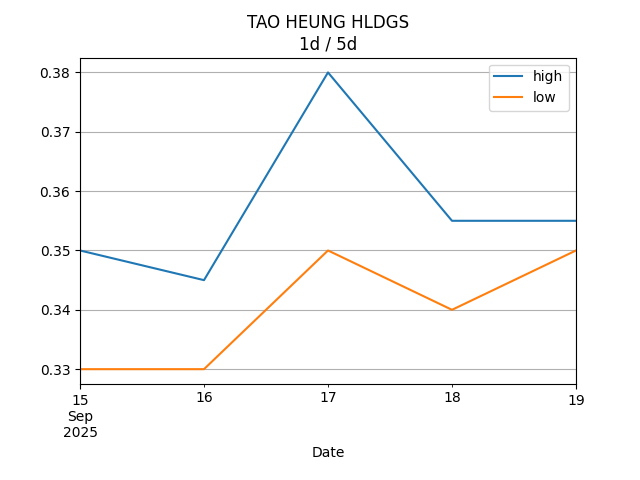 TAO HEUNG HLDGS
1d / 5d
high
low
0.38
0.37
0.36
0.35
0.34
0.33
15
Sep
2025
16
17
18
19
Date